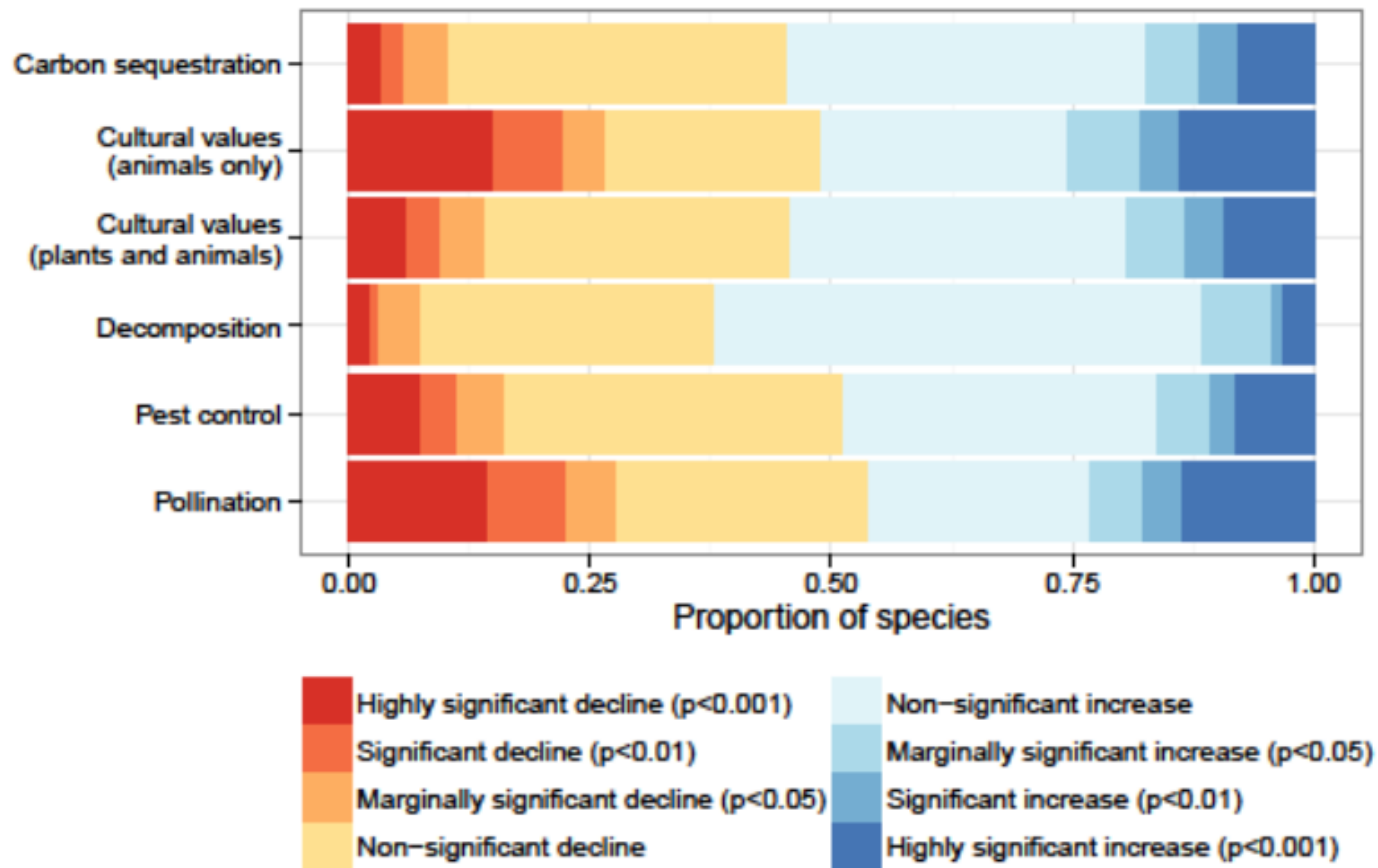 Carbon sequestration
Cultural values
(animals only)
Cultural values
(plants and animals)
Decomposition
Pest control
Pollination
0.00 0.25 0.50 0.75 1.00
Proportion of species
Highly significant decline (p<0.001)
Significant decline (p<0.01)
Marginally significant decline (p<0.05)
Non−significant decline
Non−significant increase
Marginally significant increase (p<0.05)
Significant increase (p<0.01)
Highly significant increase (p<0.001)